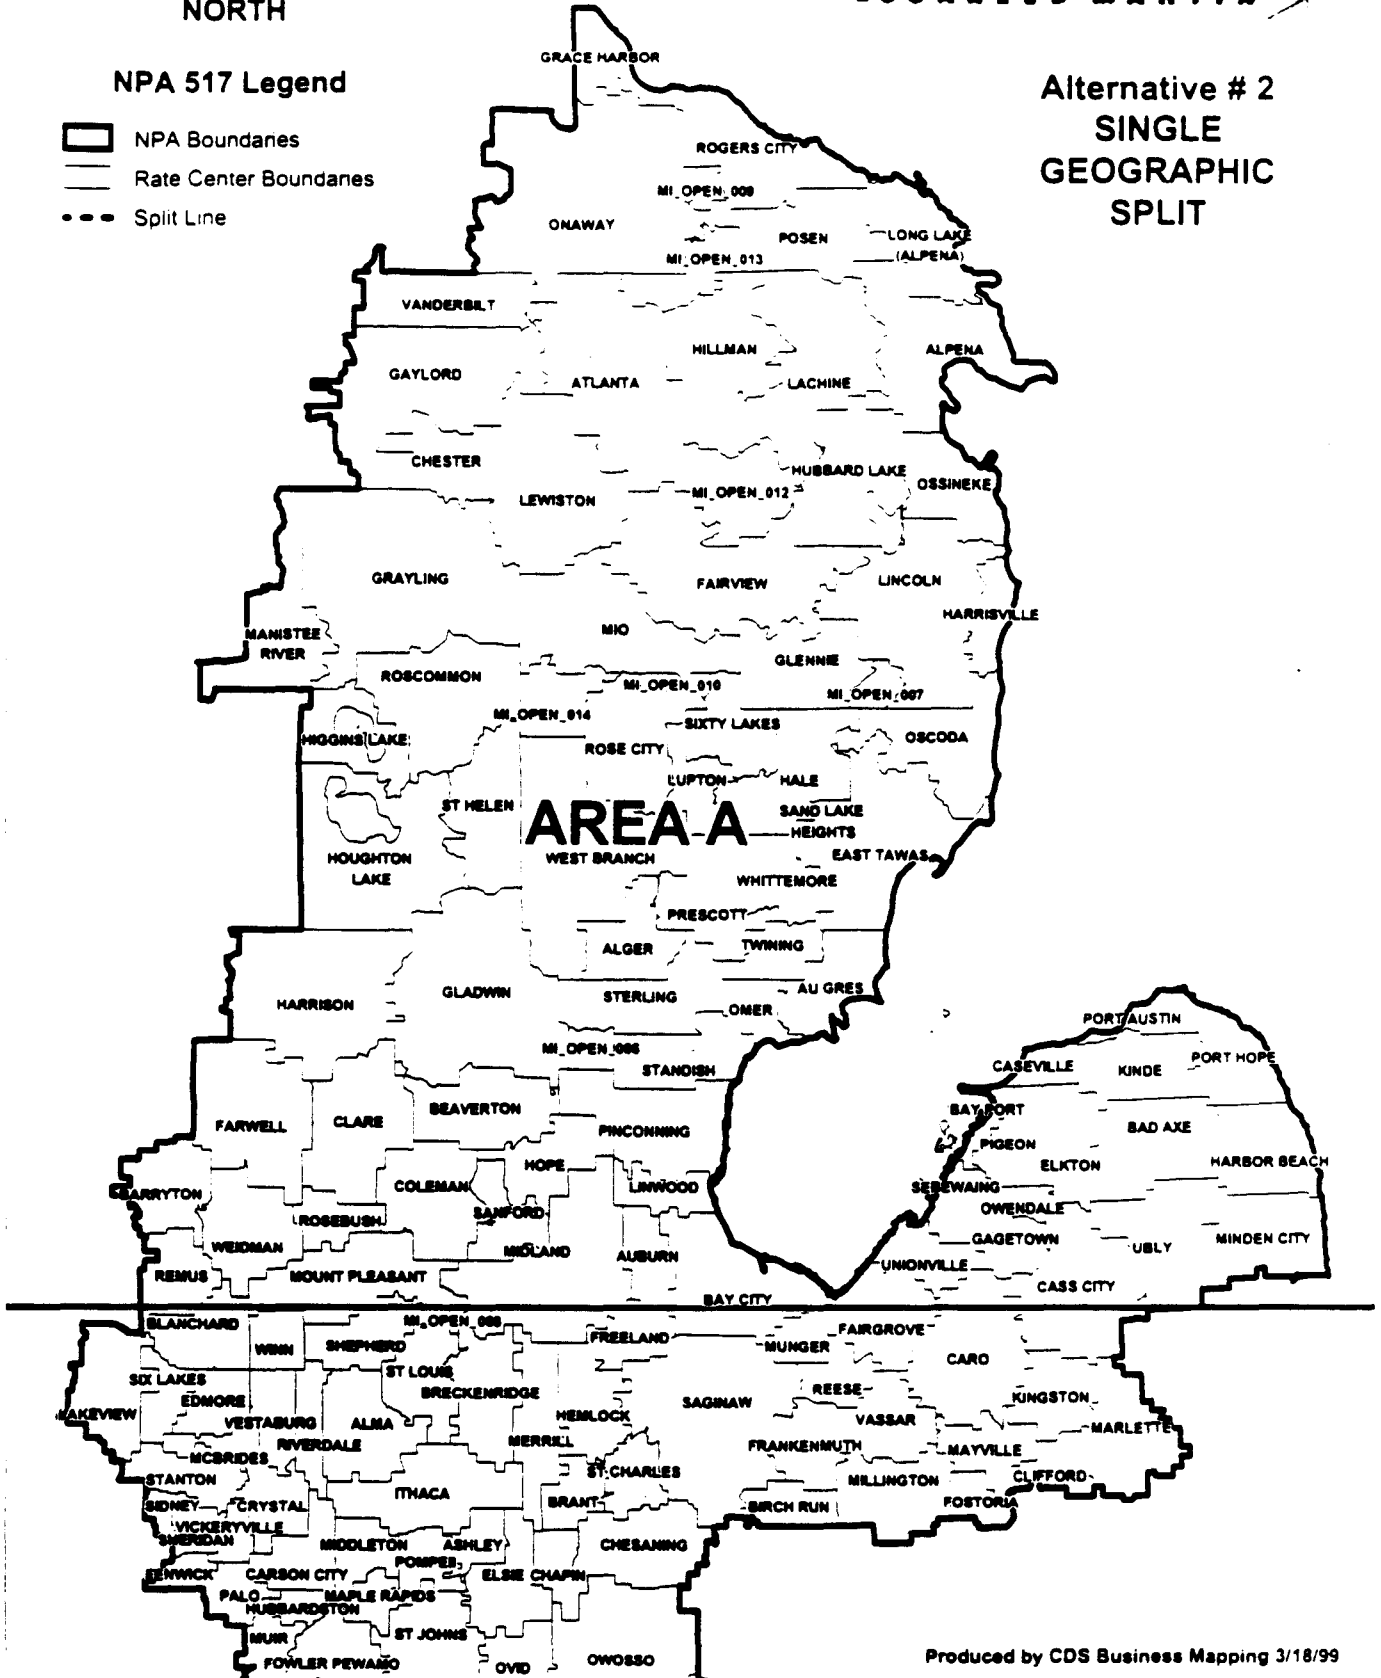 NORTH
NPA 517 Legend
NPA Boundaries
Rate Center Boundaries
Split Line
Alternative # 2
SINGLE
GEOGRAPHIC
SPLIT
GRACE HARBOR
ROGERS CITY
MI_OPEN_009
ONAWAY
POSEN
LONG LAKE
(ALPENA)
MI_OPEN_013
VANDERBILT
HILLMAN
ALPENA
GAYLORD
ATLANTA
LACHINE
CHESTER
HUBBARD LAKE
OSSINEKE
LEWISTON
MI_OPEN_012
GRAYLING
FAIRVIEW
LINCOLN
HARRISVILLE
MANISTEE
RIVER
MIO
GLENNIE
ROSCOMMON
MI_OPEN_010
MI_OPEN_007
MI_OPEN_014
SIXTY LAKES
HIGGINS LAKE
ROSE CITY
OSCODA
LUPTON
HALE
ST HELEN
AREA A
SAND LAKE
HEIGHTS
HOUGHTON
LAKE
WEST BRANCH
EAST TAWAS
WHITTEMORE
PRESCOTT
ALGER
TWINING
HARRISON
GLADWIN
STERLING
AU GRES
OMER
PORT AUSTIN
MI_OPEN_006
STANDISH
CASEVILLE
KINDE
PORT HOPE
FARWELL
CLARE
BEAVERTON
PINCONNING
BAY PORT
PIGEON
BAD AXE
BARRYTON
COLEMAN
HOPE
LINWOOD
ELKTON
HARBOR BEACH
SEBEWAING
ROSEBUSH
SANFORD
OWENDALE
WEIDMAN
MIDLAND
AUBURN
GAGETOWN
UBLY
MINDEN CITY
REMUS
MOUNT PLEASANT
UNIONVILLE
CASS CITY
BAY CITY
BLANCHARD
WINN
SHEPHERD
FREELAND
MUNGER
FAIRGROVE
CARO
SIX LAKES
ST LOUIS
EDMORE
BRECKENRIDGE
SAGINAW
REESE
KINGSTON
LAKEVIEW
VESTABURG
ALMA
HEMLOCK
VASSAR
MARLETTE
RIVERDALE
MERRILL
FRANKENMUTH
MAYVILLE
MCBRIDES
STANTON
ST CHARLES
MILLINGTON
CLIFFORD
SIDNEY
CRYSTAL
ITHACA
BRANT
BIRCH RUN
FOSTORIA
VICKERYVILLE
SHERIDAN
MIDDLETON
ASHLEY
CHESANING
FENWICK
CARSON CITY
POMPEII
ELSIE CHAPIN
PALO
MAPLE RAPIDS
HUBBARDSTON
MUIR
ST JOHNS
FOWLER PEWAMO
OVID
OWOSSO
Produced by CDS Business Mapping 3/18/99